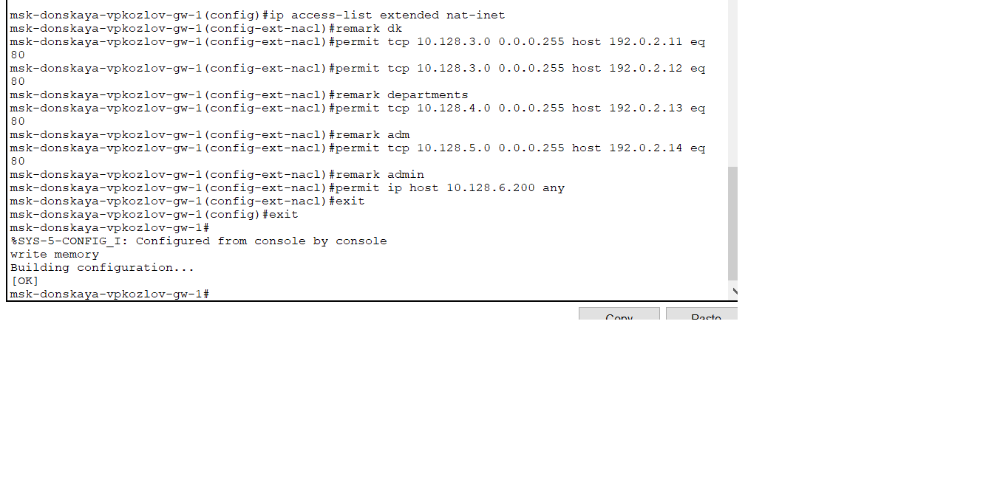 msk-donskaya-vpkozlov-gw-1(config)#ip access-list extended nat-inet
msk-donskaya-vpkozlov-gw-1(config-ext-nacl)#remark dk
msk-donskaya-vpkozlov-gw-1(config-ext-nacl)#permit tcp 10.128.3.0 0.0.0.255 host 192.0.2.11 eq
80
msk-donskaya-vpkozlov-gw-1(config-ext-nacl)#permit tcp 10.128.3.0 0.0.0.255 host 192.0.2.12 eq
80
msk-donskaya-vpkozlov-gw-1(config-ext-nacl)#remark departments
msk-donskaya-vpkozlov-gw-1(config-ext-nacl)#permit tcp 10.128.4.0 0.0.0.255 host 192.0.2.13 eq
80
msk-donskaya-vpkozlov-gw-1(config-ext-nacl)#remark adm
msk-donskaya-vpkozlov-gw-1(config-ext-nacl)#permit tcp 10.128.5.0 0.0.0.255 host 192.0.2.14 eq
80
msk-donskaya-vpkozlov-gw-1(config-ext-nacl)#remark admin
msk-donskaya-vpkozlov-gw-1(config-ext-nacl)#permit ip host 10.128.6.200 any
msk-donskaya-vpkozlov-gw-1(config-ext-nacl)#exit
msk-donskaya-vpkozlov-gw-1(config)#exit
msk-donskaya-vpkozlov-gw-1#
%SYS-5-CONFIG_I: Configured from console by console
write memory
Building configuration...
[OK]
msk-donskaya-vpkozlov-gw-1#
Copy Paste